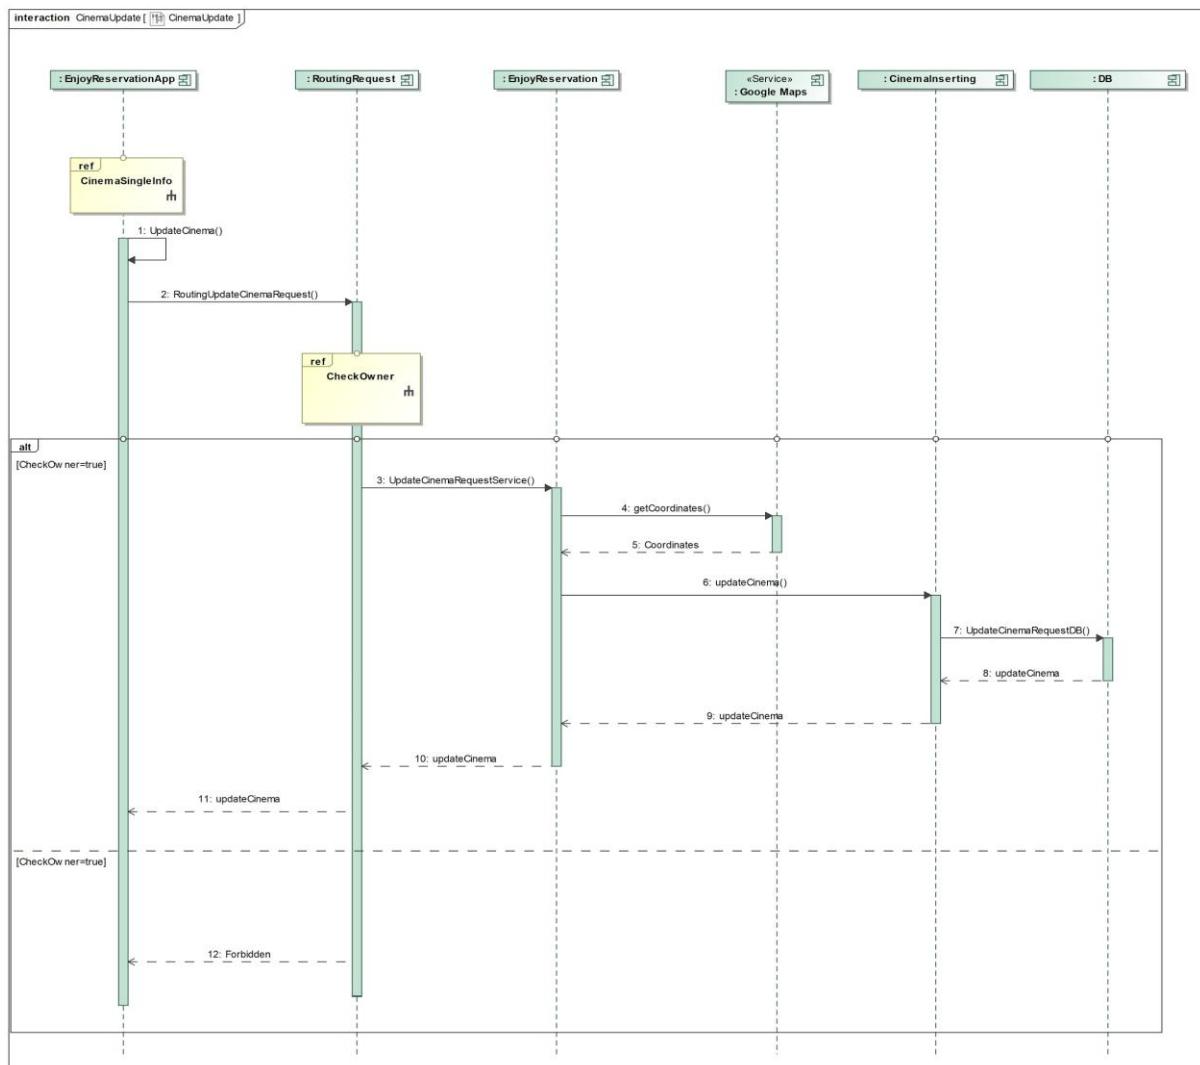 interaction CinemaUpdate [ CinemaUpdate ]
: EnjoyReservationApp
: RoutingRequest
: EnjoyReservation
«Service»
: Google Maps
: CinemaInserting
: DB
ref
CinemaSingleInfo
1: UpdateCinema()
2: RoutingUpdateCinemaRequest()
ref
CheckOwner
alt
[CheckOwner=true]
3: UpdateCinemaRequestService()
4: getCoordinates()
5: Coordinates
6: updateCinema()
7: UpdateCinemaRequestDB()
8: updateCinema
9: updateCinema
10: updateCinema
11: updateCinema
[CheckOwner=true]
12: Forbidden